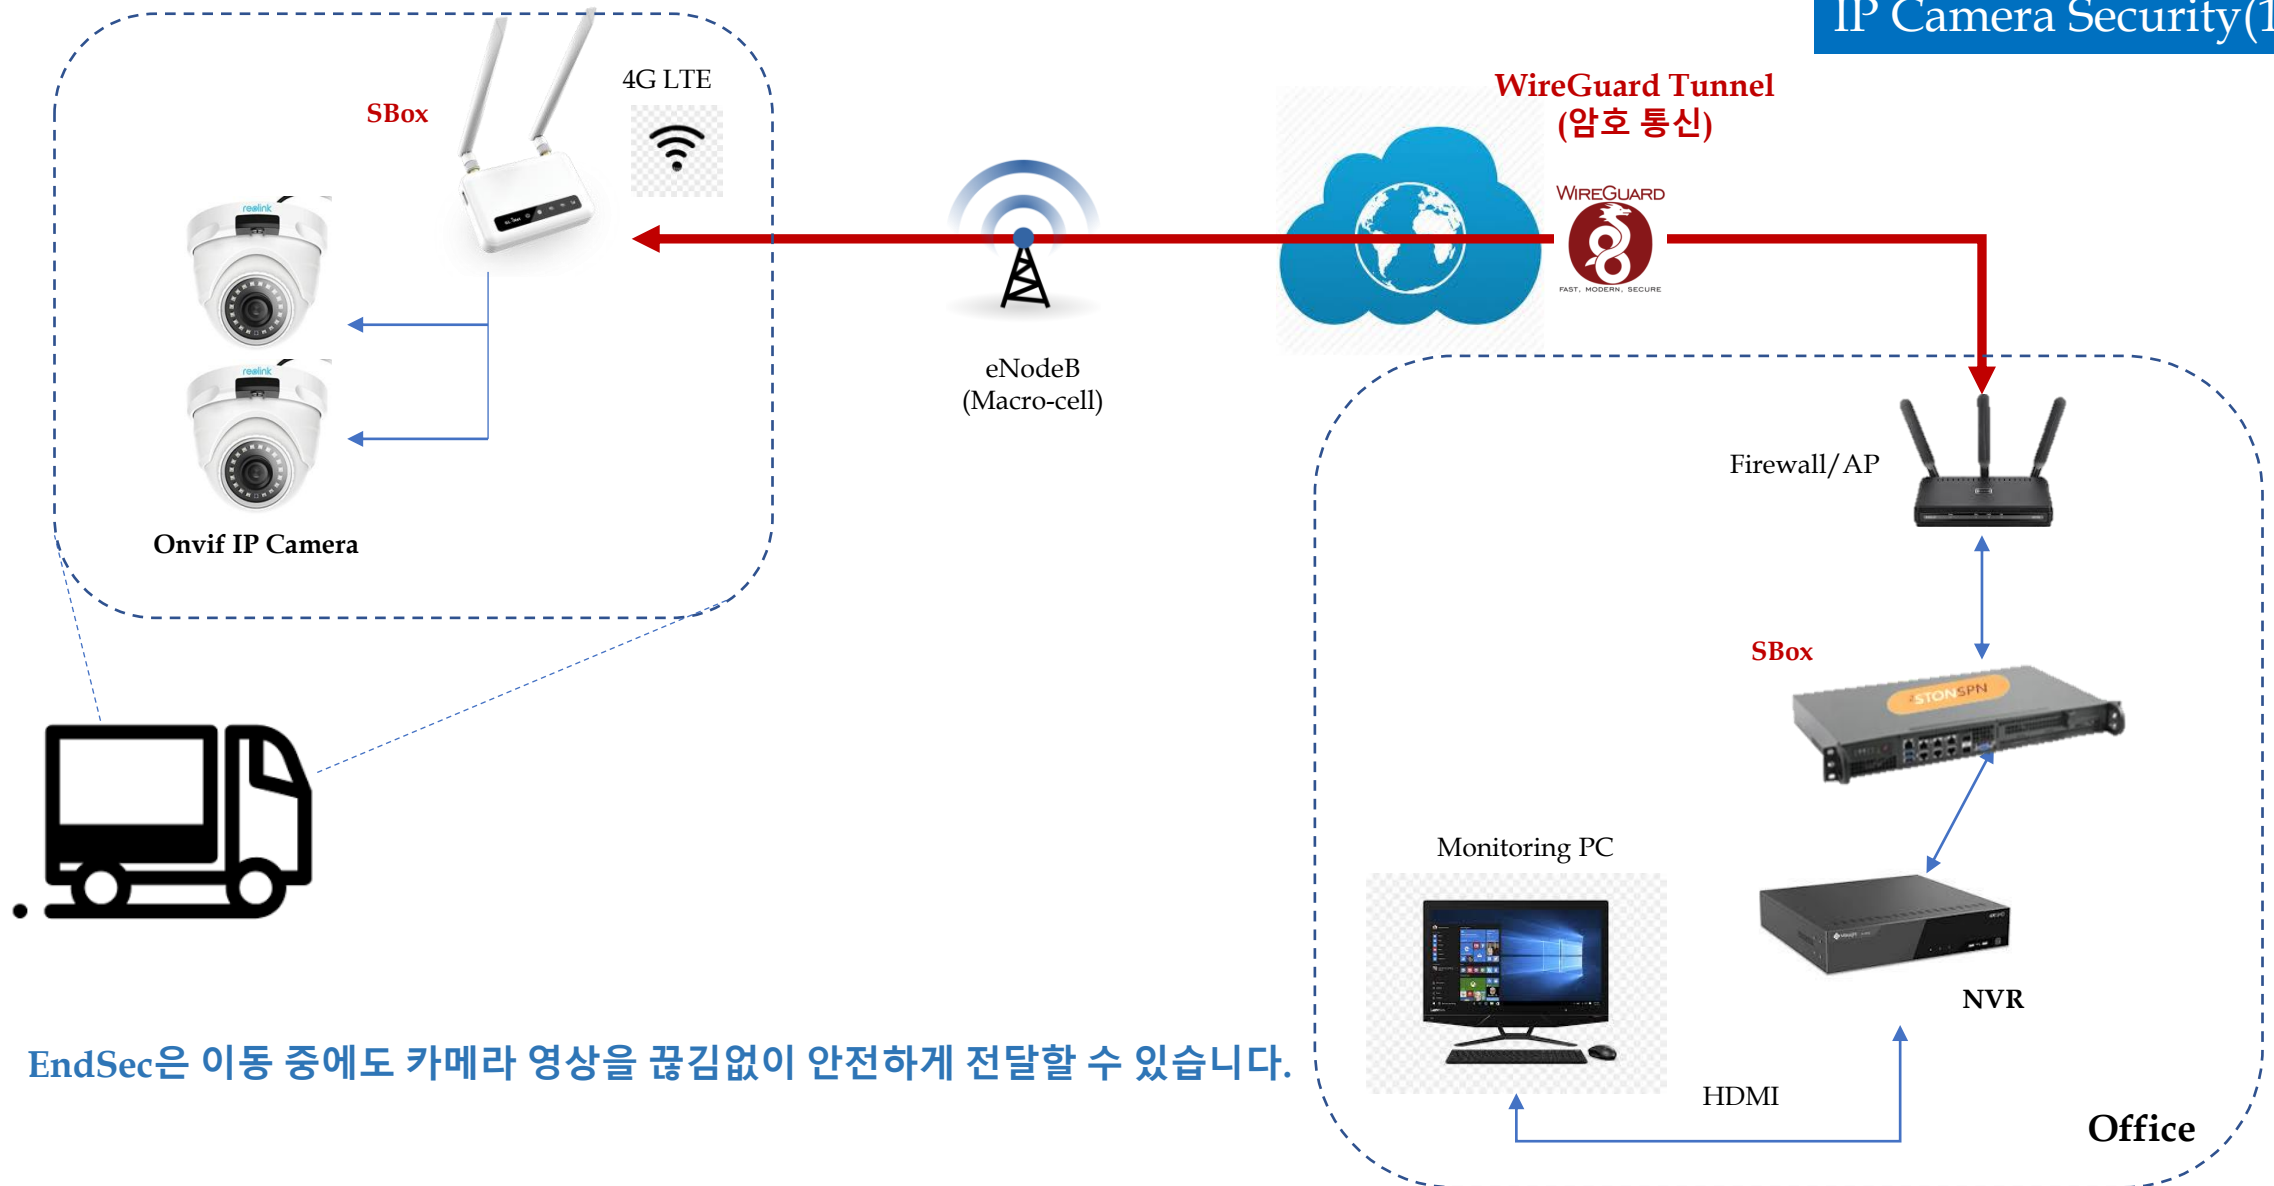 IP Camera Security(1
4G LTE
SBox
WireGuard Tunnel
(암호 통신)
WIREGUARD
FAST, MODERN, SECURE
reolink
reolink
eNodeB
(Macro-cell)
Onvif IP Camera
Firewall/AP
SBox
STONSPN
Monitoring PC
NVR
EndSec은 이동 중에도 카메라 영상을 끊김없이 안전하게 전달할 수 있습니다.
HDMI
Office